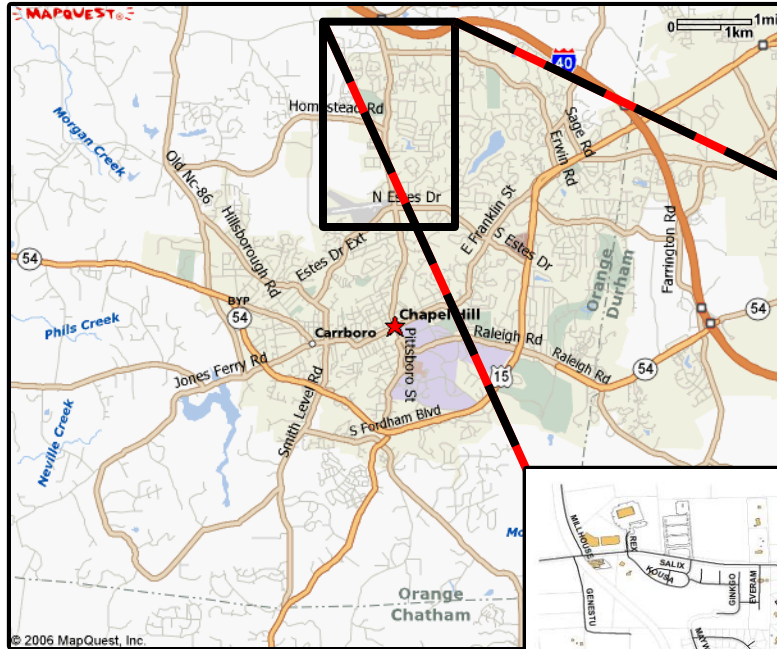 MAPQUEST
0 1mi
1km
40
Homestead Rd
Morgan Creek
Sage Rd
Erwin Rd
Old Nc-86
N Estes Dr
E Franklin St
S Estes Dr
Hillsborough Rd
Estes Dr Ext
Farrington Rd
54
Orange
Durham
BYP
54
Chapel Hill
54
Phils Creek
Carrboro
Raleigh Rd
Pittsboro St
Raleigh Rd
54
Jones Ferry Rd
15
Smith Level Rd
S Fordham Blvd
Neville Creek
Mo
MILLHOUSE
REX
SALIX
KOUSA
GENESTU
GINKGO
EVERAM
Orange
Chatham
MAYW
© 2006 MapQuest, Inc.